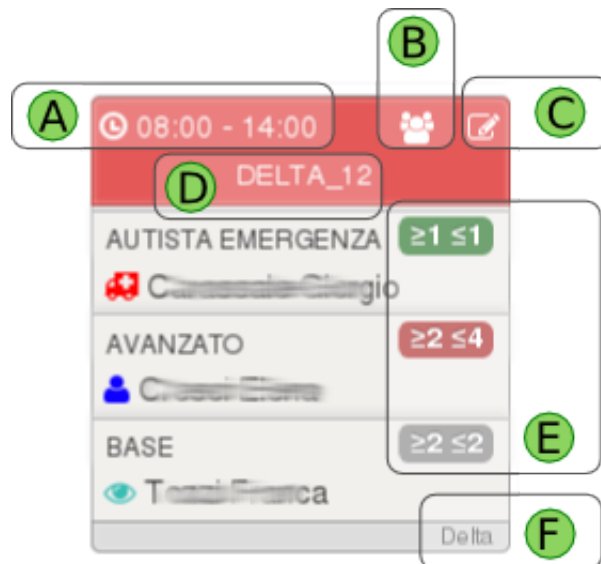 B
A 08:00 - 14:00 C
D DELTA_12
AUTISTA EMERGENZA ≥1 ≤1
AVANZATO ≥2 ≤4
E
BASE ≥2 ≤2
Delta F